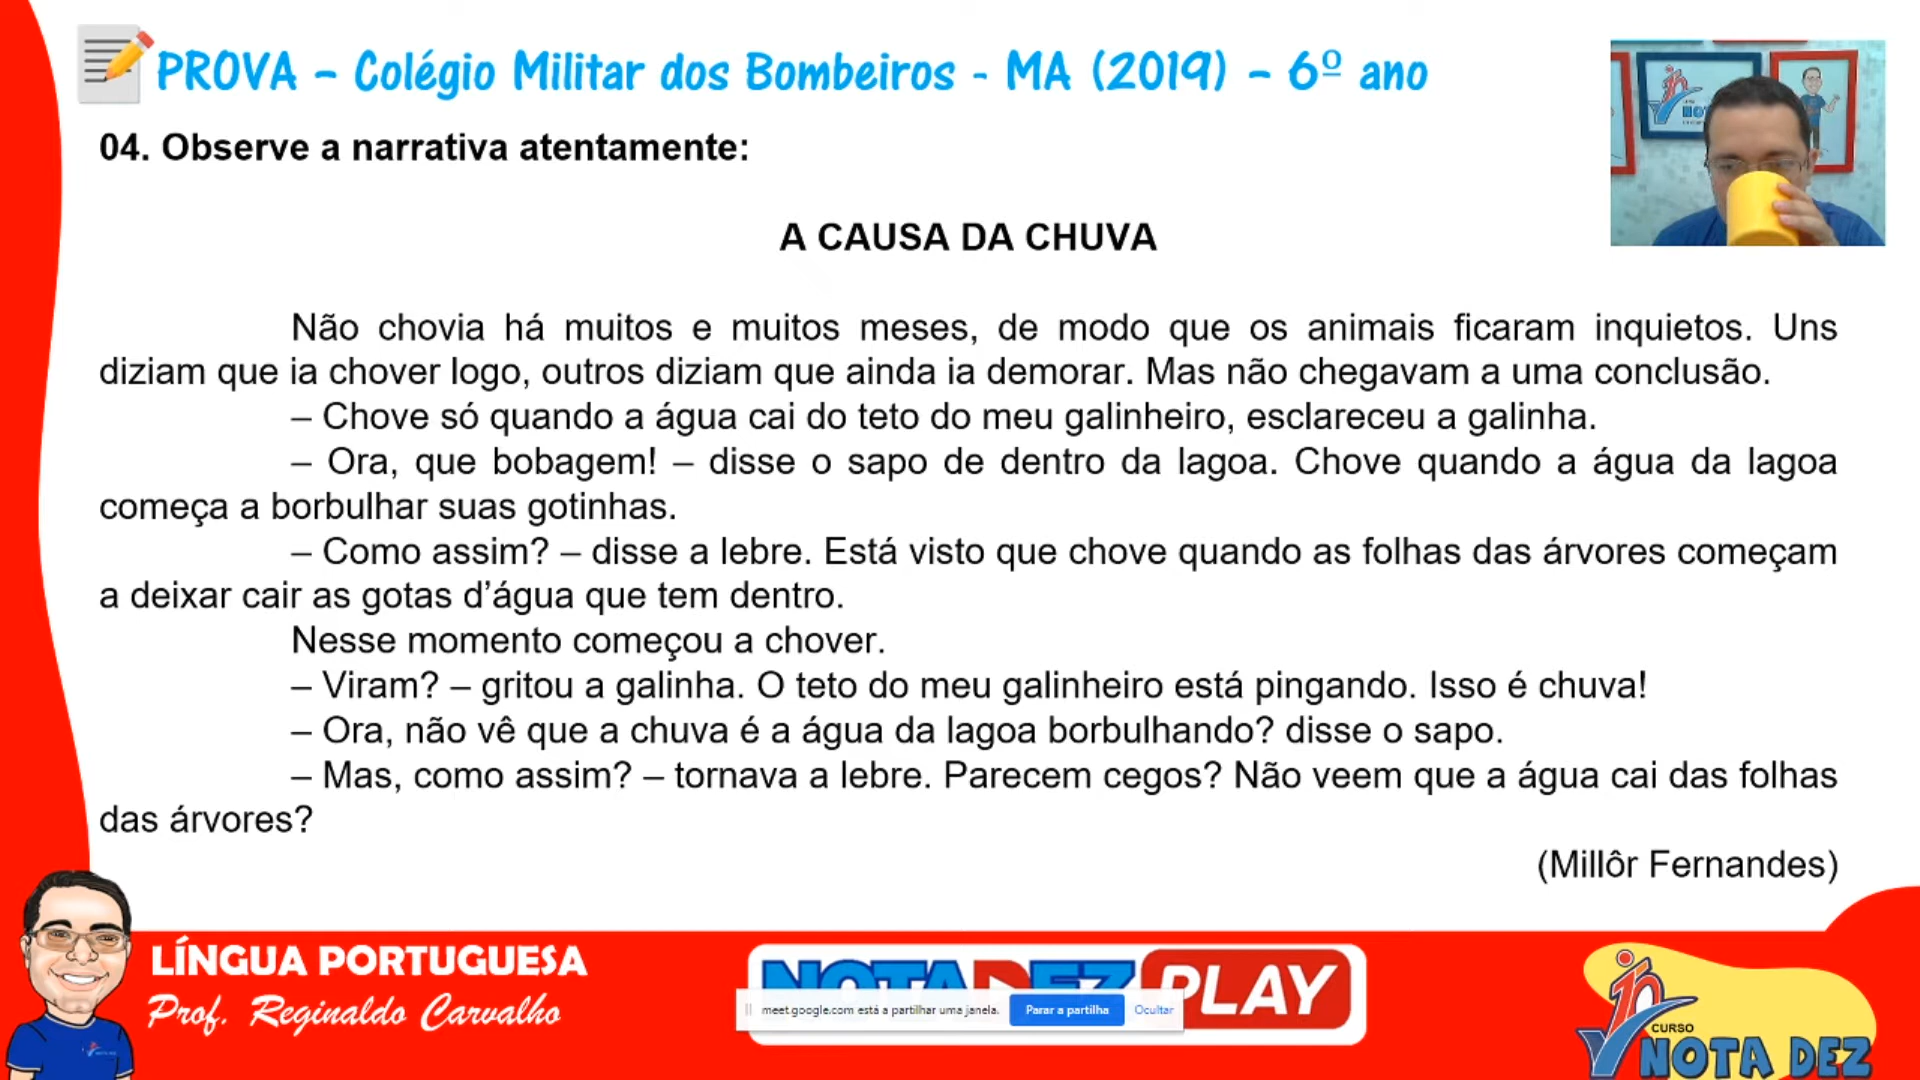 PROVA – Colégio Militar dos Bombeiros - MA (2019) – 6º ano
04. Observe a narrativa atentamente:
A CAUSA DA CHUVA
Não chovia há muitos e muitos meses, de modo que os animais ficaram inquietos. Uns
diziam que ia chover logo, outros diziam que ainda ia demorar. Mas não chegavam a uma conclusão.
– Chove só quando a água cai do teto do meu galinheiro, esclareceu a galinha.
– Ora, que bobagem! – disse o sapo de dentro da lagoa. Chove quando a água da lagoa
começa a borbulhar suas gotinhas.
– Como assim? – disse a lebre. Está visto que chove quando as folhas das árvores começam
a deixar cair as gotas d’água que tem dentro.
Nesse momento começou a chover.
– Viram? – gritou a galinha. O teto do meu galinheiro está pingando. Isso é chuva!
– Ora, não vê que a chuva é a água da lagoa borbulhando? disse o sapo.
– Mas, como assim? – tornava a lebre. Parecem cegos? Não veem que a água cai das folhas
das árvores?
(Millôr Fernandes)
LÍNGUA PORTUGUESA
Prof. Reginaldo Carvalho
NOTA DEZ PLAY
meet.google.com está a partilhar uma janela. Parar a partilha Ocultar
CURSO
NOTA DEZ